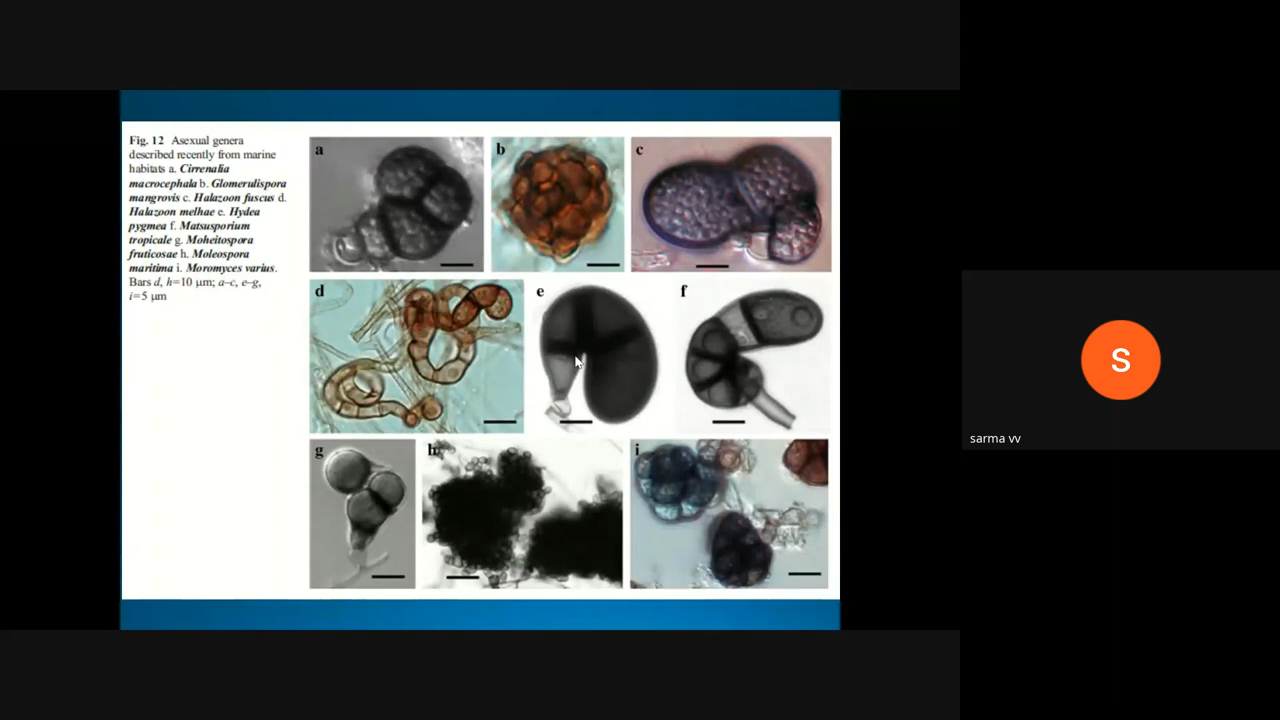 Fig. 12 Asexual genera
described recently from marine
habitats a. Cirrenalia
macrocephala b. Glomerulispora
mangrovis c. Halazoon fuscus d.
Halazoon melhae e. Hydea
pygmea f. Matsusporium
tropicale g. Moheitospora
fruticosae h. Moleospora
maritima i. Moromyces varius.
Bars d, h=10 μm; a–c, e–g,
i=5 μm
a
b
c
d
e
f
g
h
i
S
sarma vv